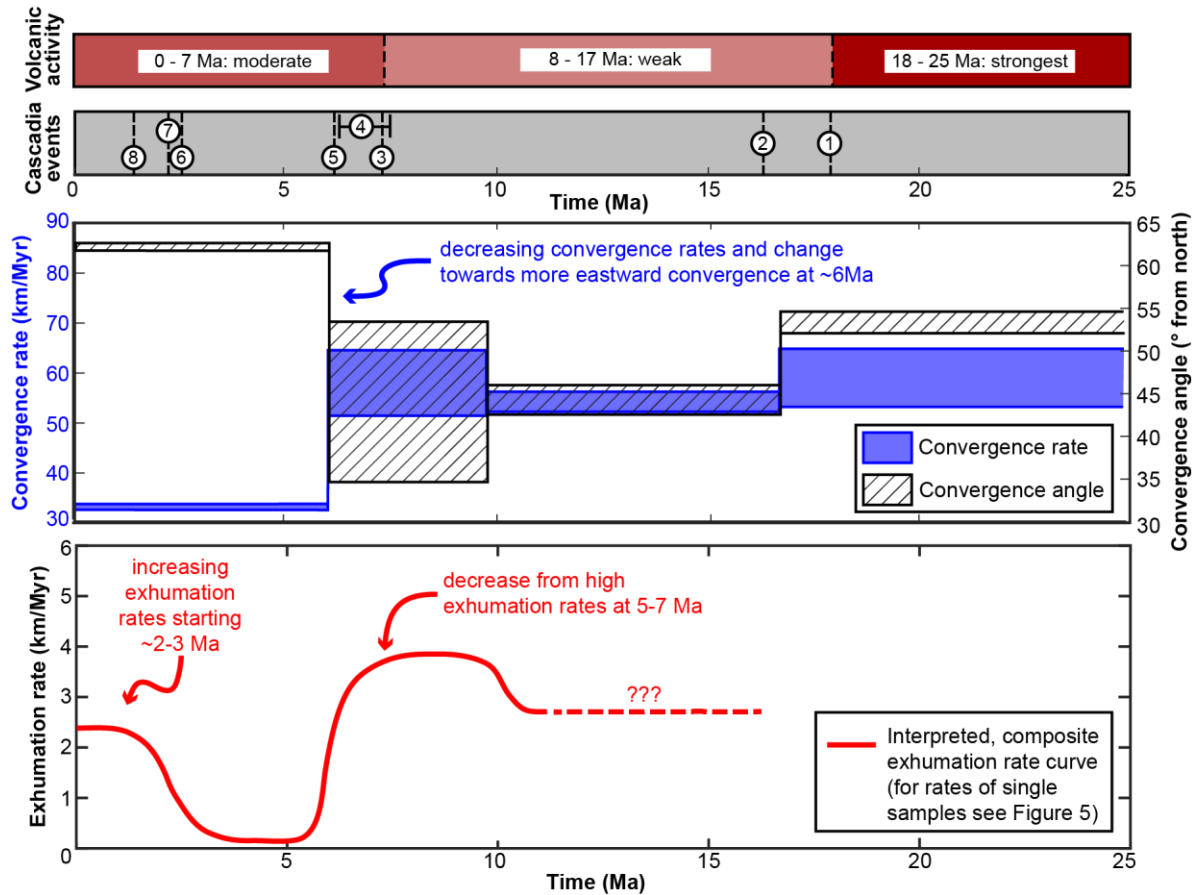 Volcanic
activity
0 - 7 Ma: moderate
8 - 17 Ma: weak
18 - 25 Ma: strongest
Cascadia
events
8
7
6
5
4
3
2
1
0
5
10
15
20
25
Time (Ma)
Convergence rate (km/Myr)
90
80
70
60
50
40
30
decreasing convergence rates and change
towards more eastward convergence at ~6Ma
Convergence rate
Convergence angle
65
60
55
50
45
40
35
30
Convergence angle (° from north)
Exhumation rate (km/Myr)
6
5
4
3
2
1
0
increasing
exhumation
rates starting
~2-3 Ma
decrease from high
exhumation rates at 5-7 Ma
???
Interpreted, composite
exhumation rate curve
(for rates of single
samples see Figure 5)
0
5
10
15
20
25
Time (Ma)